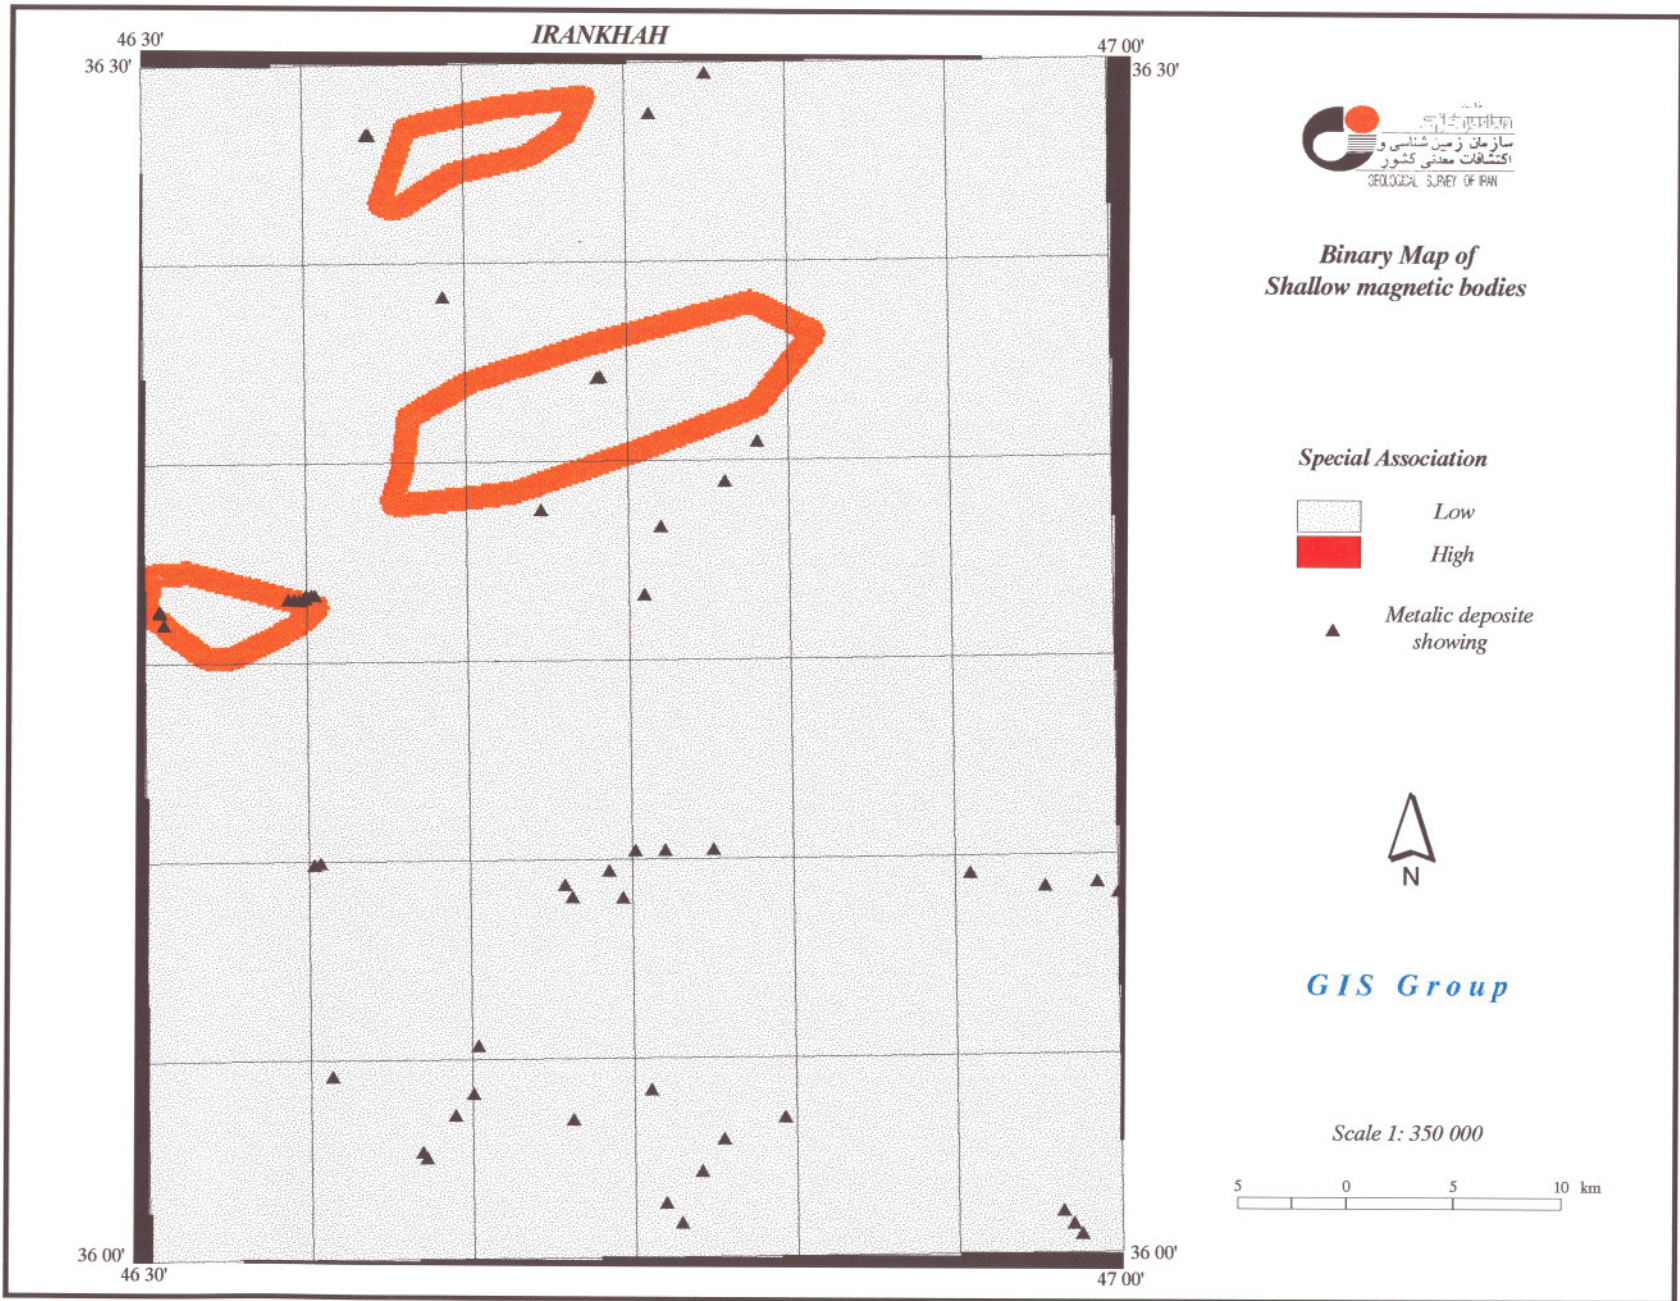 IRANKHAH
46 30'
47 00'
36 30'
36 30'
سازمان زمین شناسی و
اکتشافات معدنی کشور
GEOLOGICAL SURVEY OF IRAN
Binary Map of
Shallow magnetic bodies
Special Association
Low
High
Metalic deposite
showing
N
GIS Group
Scale 1: 350 000
5 0 5 10 km
36 00'
36 00'
46 30'
47 00'